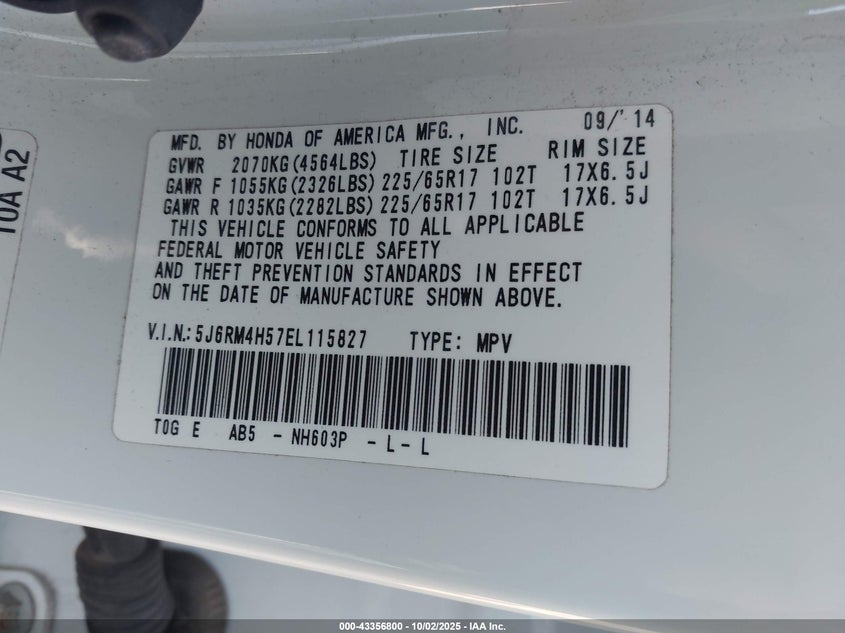 MFD. BY HONDA OF AMERICA MFG., INC. 09/'14
GVWR 2070KG(4564LBS) TIRE SIZE RIM SIZE
GAWR F 1055KG(2326LBS) 225/65R17 102T 17X6.5J
GAWR R 1035KG(2282LBS) 225/65R17 102T 17X6.5J
THIS VEHICLE CONFORMS TO ALL APPLICABLE
FEDERAL MOTOR VEHICLE SAFETY
AND THEFT PREVENTION STANDARDS IN EFFECT
ON THE DATE OF MANUFACTURE SHOWN ABOVE.
V.I.N.: 5J6RM4H57EL115827 TYPE: MPV
T0G E AB5 - NH603P - L - L
T0A A2
000-43356800 - 10/02/2025 - IAA Inc.